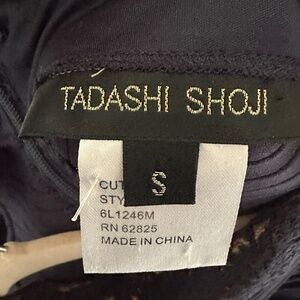 TADASHI SHOJI
S
CUT
STY
6L1246M
RN 62825
MADE IN CHINA